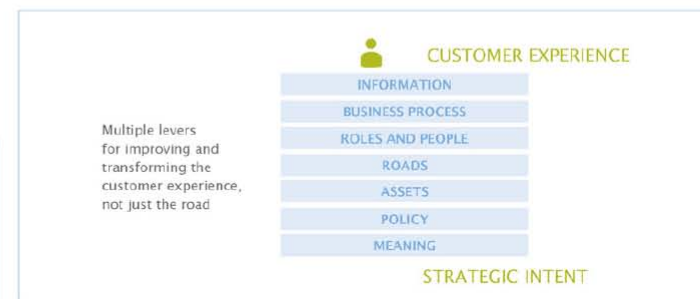 CUSTOMER EXPERIENCE
INFORMATION
BUSINESS PROCESS
ROLES AND PEOPLE
ROADS
ASSETS
POLICY
MEANING
STRATEGIC INTENT
Multiple levers
for improving and
transforming the
customer experience,
not just the road